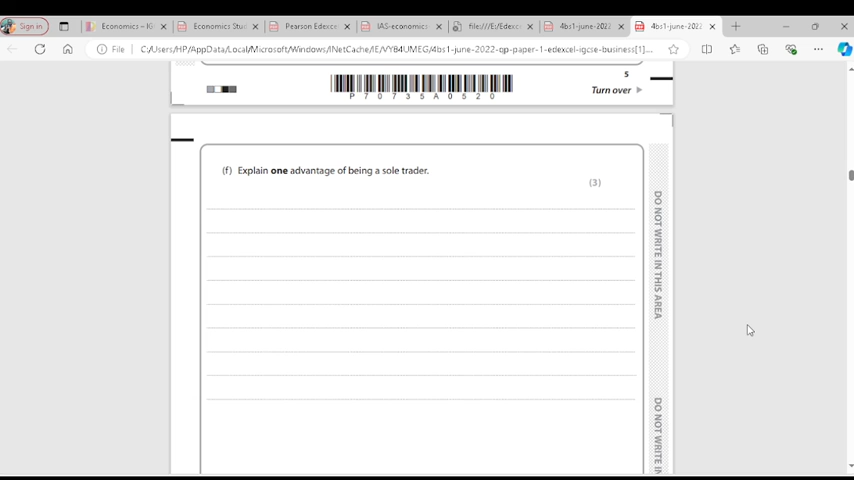 Sign in
Economics – Ki
Economics Stud
Pearson Edexcel
IAS-economics
file:///E:/Edexce
4bs1-june-2022
4bs1-june-2022
File
C:/Users/HP/AppData/Local/Microsoft/Windows/INetCache/IE/VY84UMEG/4bs1-june-2022-qp-paper-1-edexcel-igcse-business[1]....
5
P 7 0 7 3 5 A 0 5 2 0
Turn over
(f) Explain one advantage of being a sole trader.
(3)
DO NOT WRITE IN THIS AREA
DO NOT WRITE IN